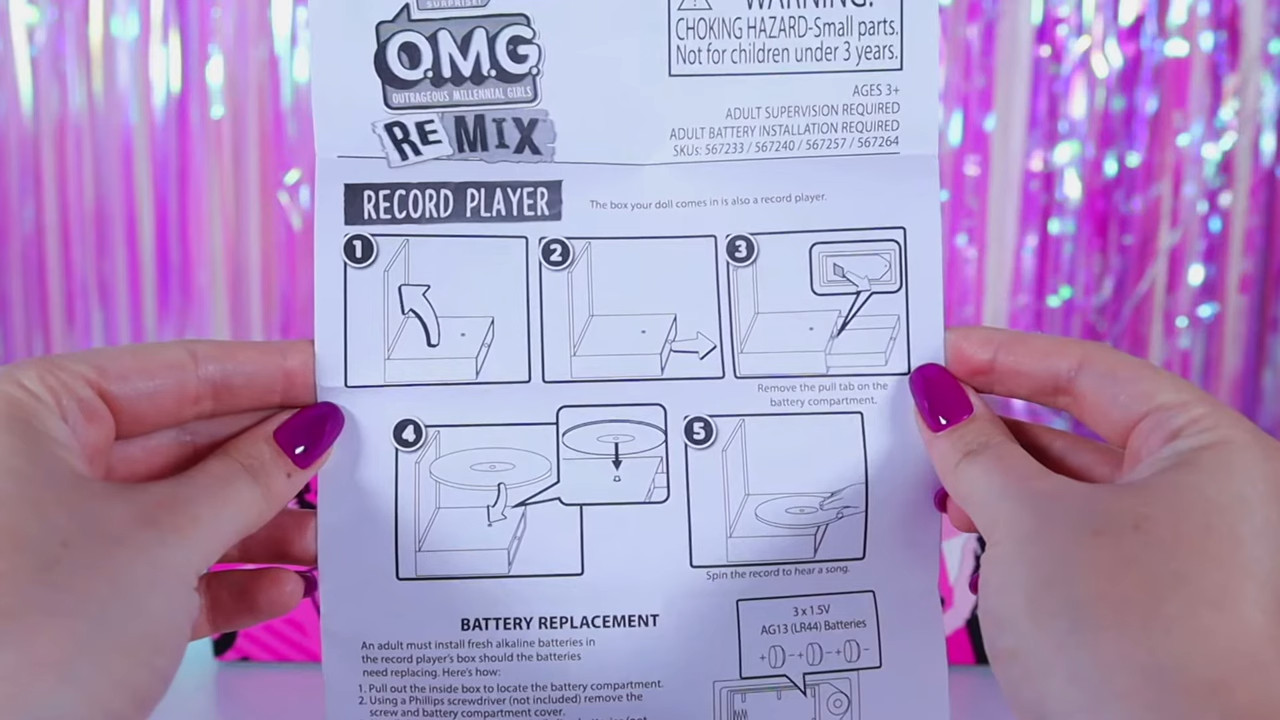 SURPRISE!
O.M.G.
OUTRAGEOUS MILLENNIAL GIRLS
REMIX
WARNING:
CHOKING HAZARD-Small parts.
Not for children under 3 years.
AGES 3+
ADULT SUPERVISION REQUIRED
ADULT BATTERY INSTALLATION REQUIRED
SKUs: 567233 / 567240 / 567257 / 567264
RECORD PLAYER
The box your doll comes in is also a record player.
1
2
3
Remove the pull tab on the
battery compartment.
4
5
Spin the record to hear a song.
BATTERY REPLACEMENT
An adult must install fresh alkaline batteries in
the record player's box should the batteries
need replacing. Here's how:
1. Pull out the inside box to locate the battery compartment.
2. Using a Phillips screwdriver (not included) remove the
screw and battery compartment cover.
3 x 1.5V
AG13 (LR44) Batteries
+ - + - + -